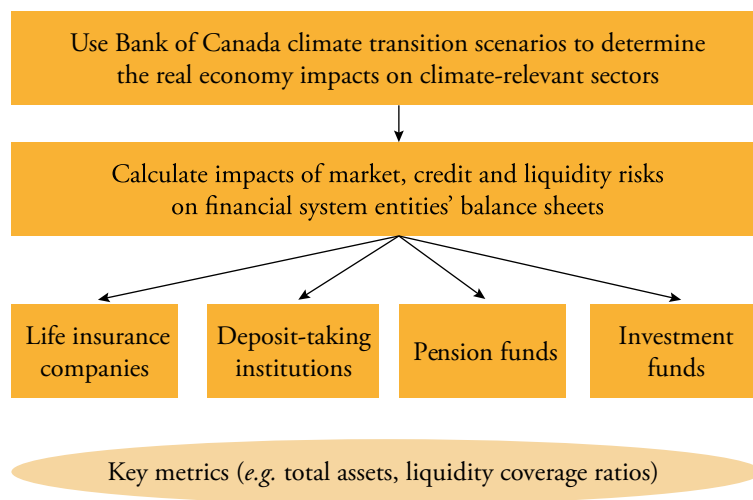 Use Bank of Canada climate transition scenarios to determine
the real economy impacts on climate-relevant sectors
Calculate impacts of market, credit and liquidity risks
on financial system entities’ balance sheets
Life insurance
companies
Deposit-taking
institutions
Pension funds
Investment
funds
Key metrics (e.g. total assets, liquidity coverage ratios)